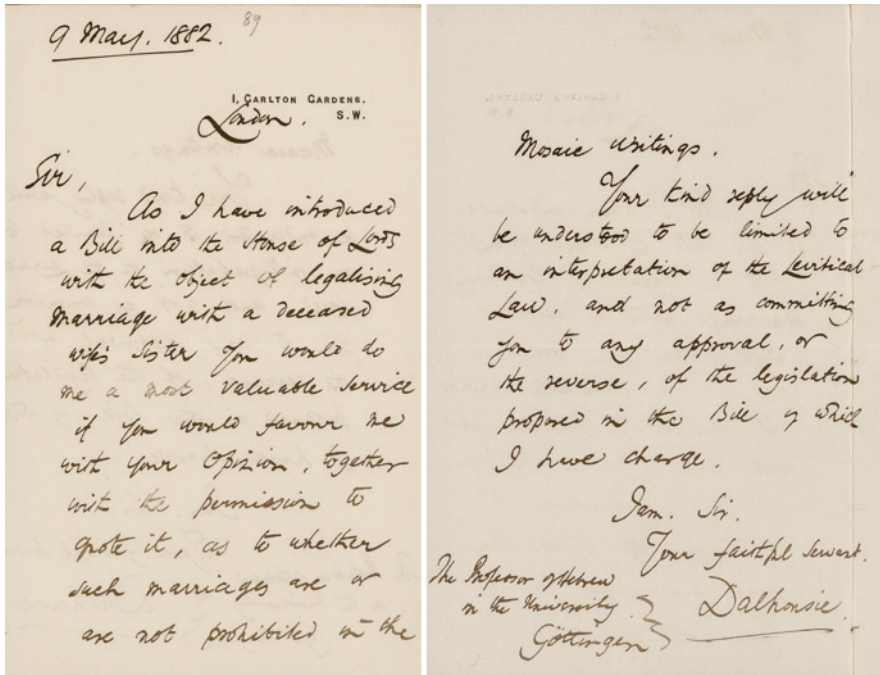 9 May. 1882.
89
1, CARLTON GARDENS.
S.W.
London.
Sir,
As I have introduced
a Bill into the House of Lords
with the object of legalising
marriage with a deceased
wife's sister you would do
me a most valuable service
if you would favour me
with your opinion, together
with the permission to
quote it, as to whether
such marriages are or
are not prohibited in the
Mosaic writings.
Your kind reply will
be understood to be limited to
an interpretation of the Levitical
Law, and not as committing
you to any approval, or
the reverse, of the legislation
proposed in the Bill of which
I have charge.
I am. Sir.
Your faithful servant.
Dalhousie
The Professor of Hebrew
in the University
Göttingen